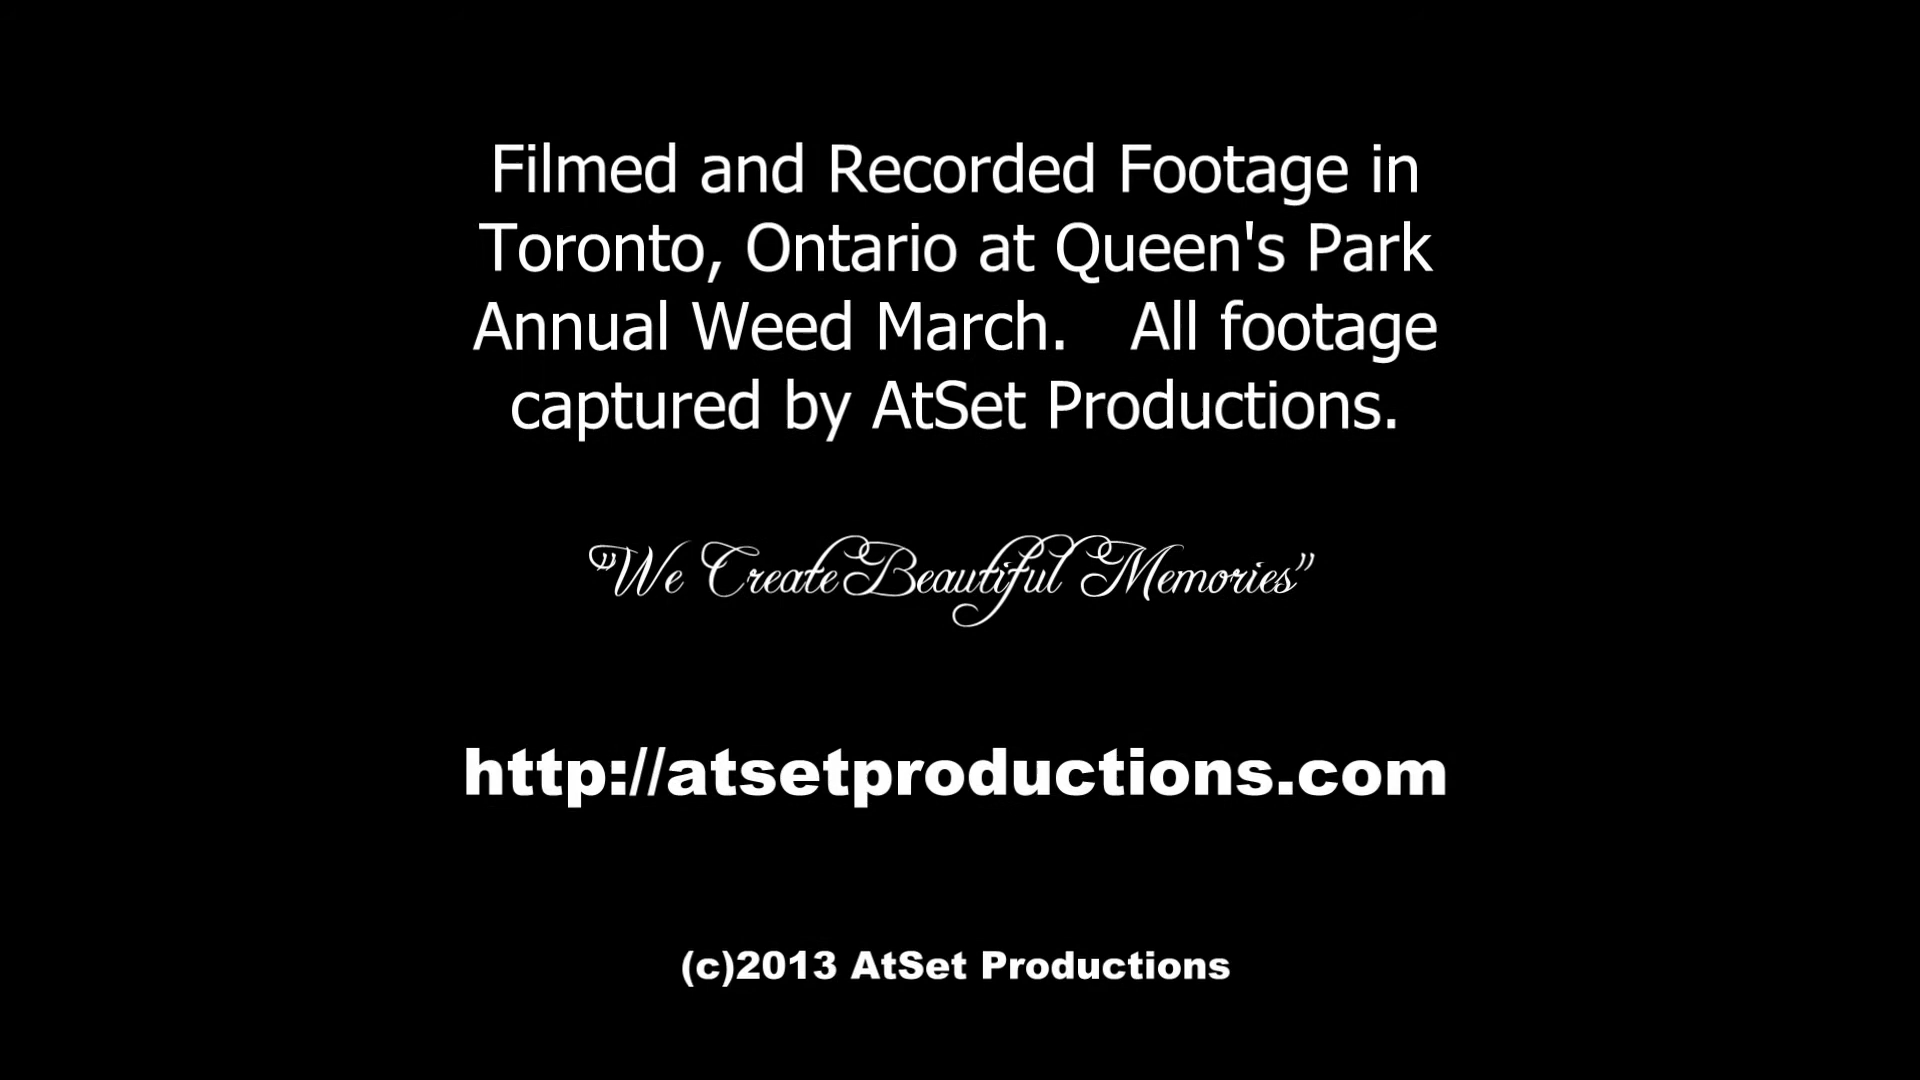 Filmed and Recorded Footage in
Toronto, Ontario at Queen's Park
Annual Weed March.   All footage
captured by AtSet Productions.
"We Create Beautiful Memories"
http://atsetproductions.com
(c)2013 AtSet Productions